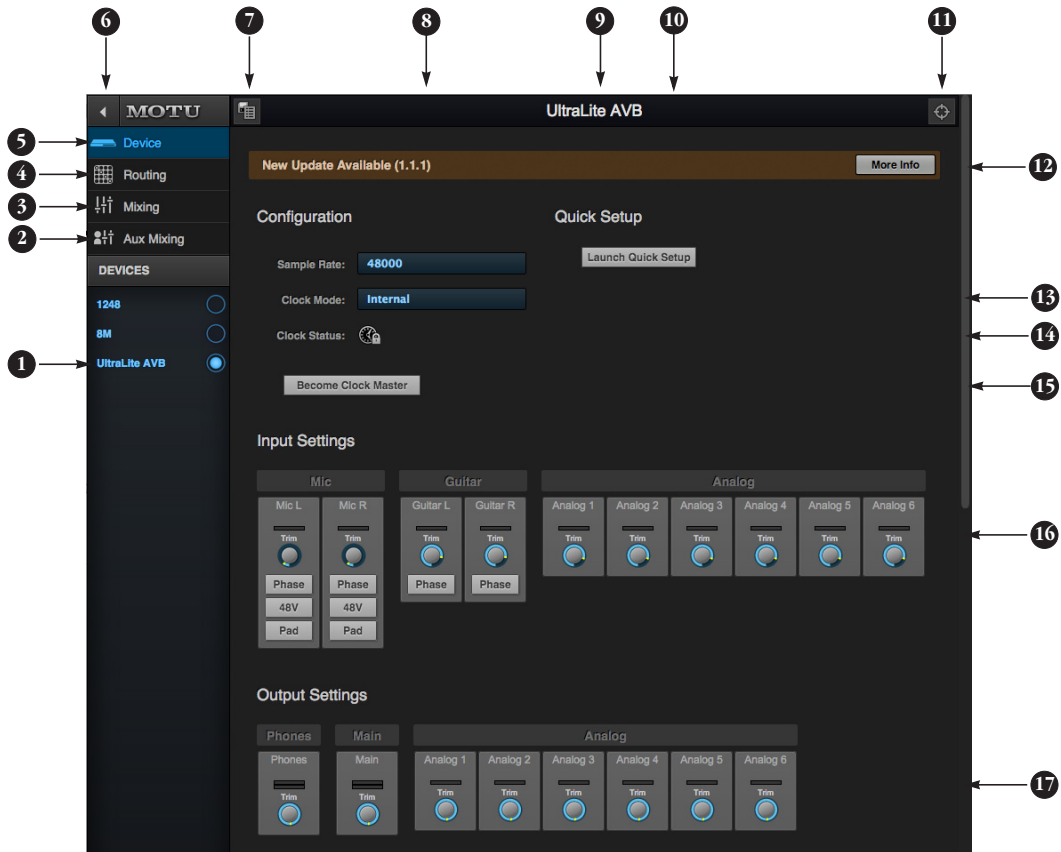 6 7 8 9 10 11
MOTU
UltraLite AVB
5
Device
4
Routing
3
Mixing
2
Aux Mixing
DEVICES
1248
8M
1
UltraLite AVB
New Update Available (1.1.1)
More Info
12
Configuration
Quick Setup
Sample Rate: 48000
Launch Quick Setup
Clock Mode: Internal
13
Clock Status:
14
Become Clock Master
15
Input Settings
Mic Guitar Analog
Mic L Mic R Guitar L Guitar R Analog 1 Analog 2 Analog 3 Analog 4 Analog 5 Analog 6
Trim Trim Trim Trim Trim Trim Trim Trim Trim Trim
16
Phase Phase Phase Phase
48V 48V
Pad Pad
Output Settings
Phones Main Analog
Phones Main Analog 1 Analog 2 Analog 3 Analog 4 Analog 5 Analog 6
Trim Trim Trim Trim Trim Trim Trim Trim
17